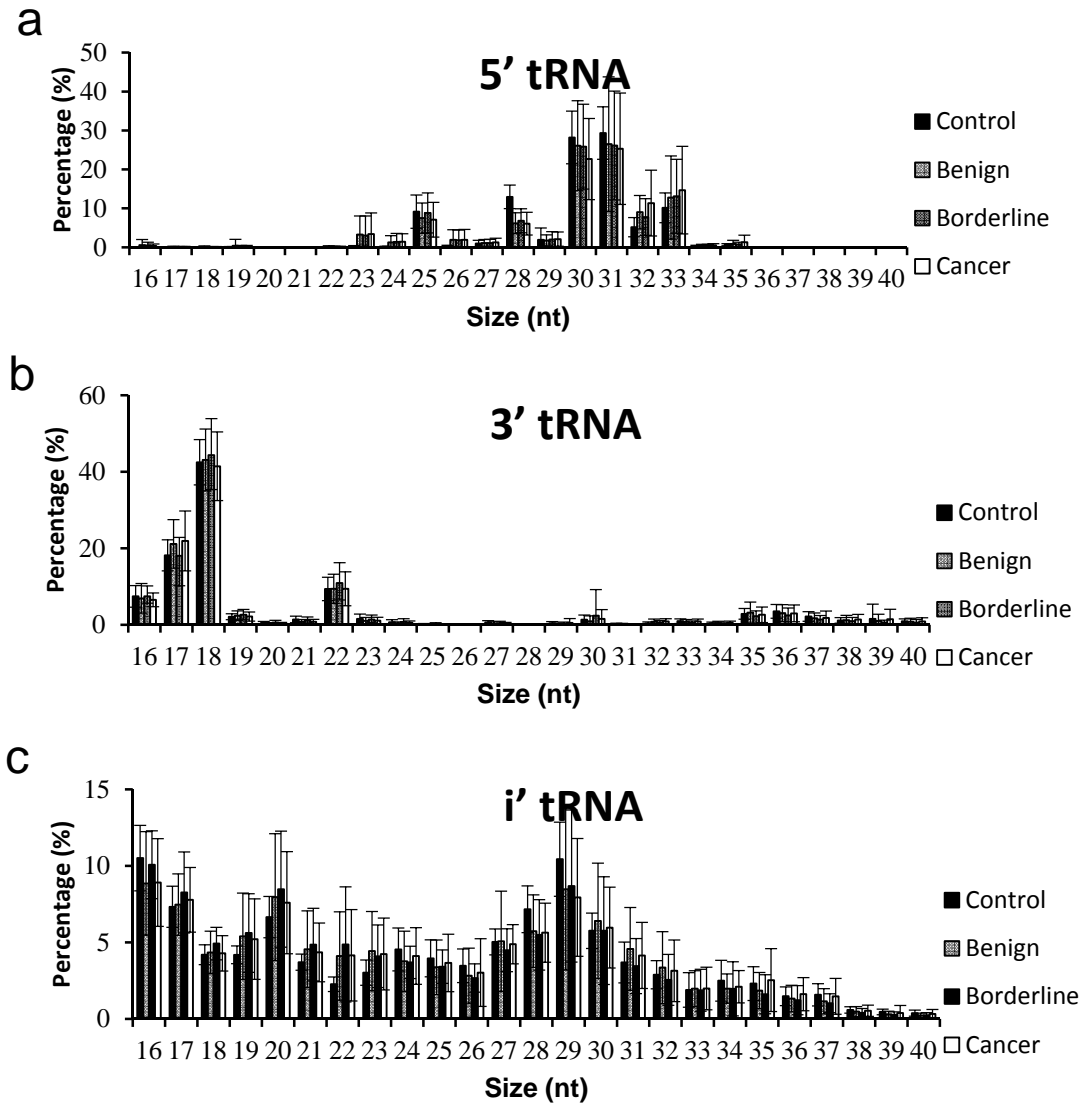 a
5’ tRNA
Percentage (%)
50
40
30
20
10
0
16 17 18 19 20 21 22 23 24 25 26 27 28 29 30 31 32 33 34 35 36 37 38 39 40
Size (nt)
Control
Benign
Borderline
Cancer
b
3’ tRNA
Percentage (%)
60
40
20
0
16 17 18 19 20 21 22 23 24 25 26 27 28 29 30 31 32 33 34 35 36 37 38 39 40
Size (nt)
Control
Benign
Borderline
Cancer
c
i’ tRNA
Percentage (%)
15
10
5
0
16 17 18 19 20 21 22 23 24 25 26 27 28 29 30 31 32 33 34 35 36 37 38 39 40
Size (nt)
Control
Benign
Borderline
Cancer